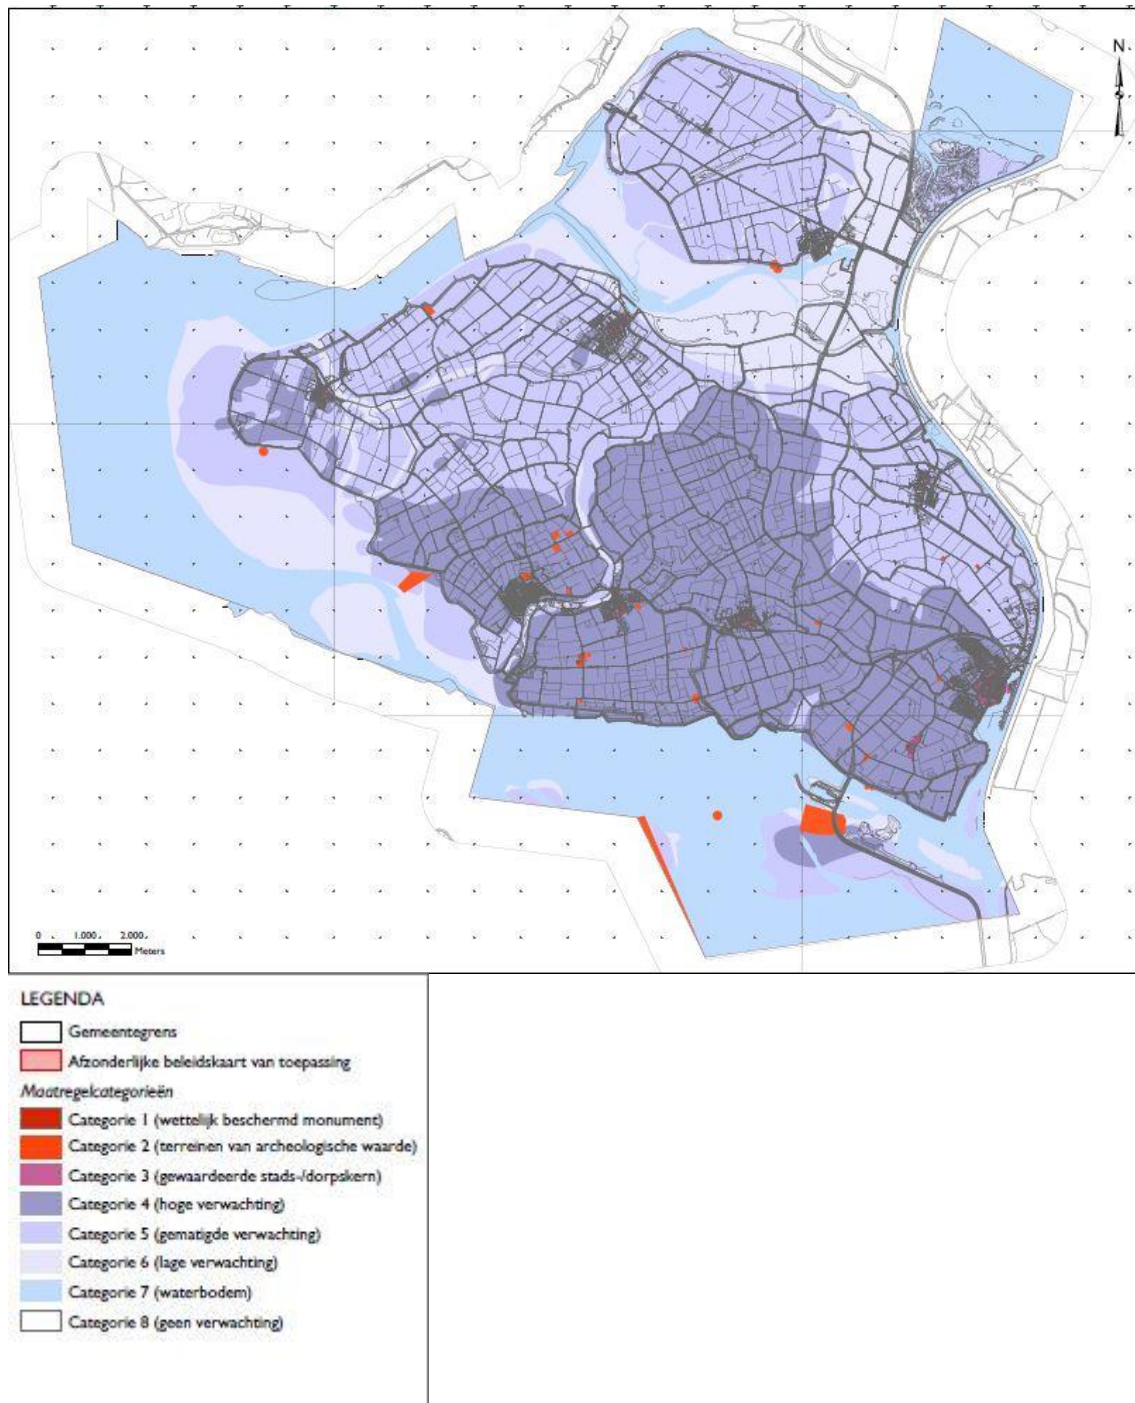 N
0 1.000 2.000
Meters
LEGENDA
Gemeentegrens
Afzonderlijke beleidskaart van toepassing
Maatregelcategorieën
Categorie 1 (wettelijk beschermd monument)
Categorie 2 (terreinen van archeologische waarde)
Categorie 3 (gewaardeerde stads-/dorpskern)
Categorie 4 (hoge verwachting)
Categorie 5 (gematigde verwachting)
Categorie 6 (lage verwachting)
Categorie 7 (waterbodem)
Categorie 8 (geen verwachting)